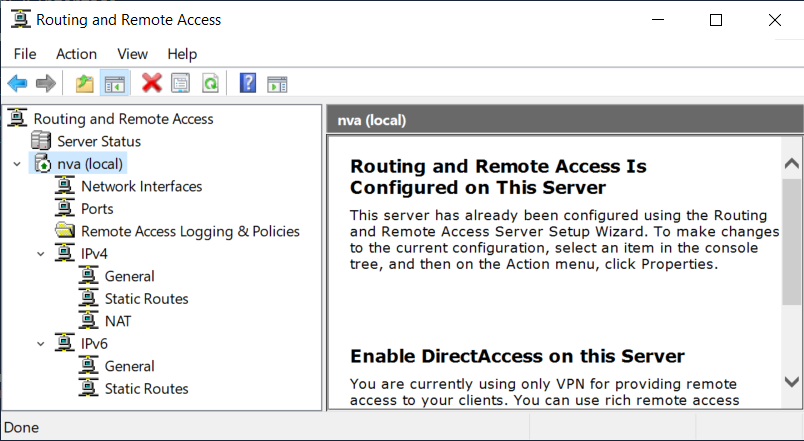 Routing and Remote Access
File Action View Help
Routing and Remote Access
Server Status
nva (local)
Network Interfaces
Ports
Remote Access Logging & Policies
IPv4
General
Static Routes
NAT
IPv6
General
Static Routes
nva (local)
Routing and Remote Access Is
Configured on This Server
This server has already been configured using the Routing
and Remote Access Server Setup Wizard. To make changes
to the current configuration, select an item in the console
tree, and then on the Action menu, click Properties.
Enable DirectAccess on this Server
You are currently using only VPN for providing remote
access to your clients. You can use rich remote access
Done